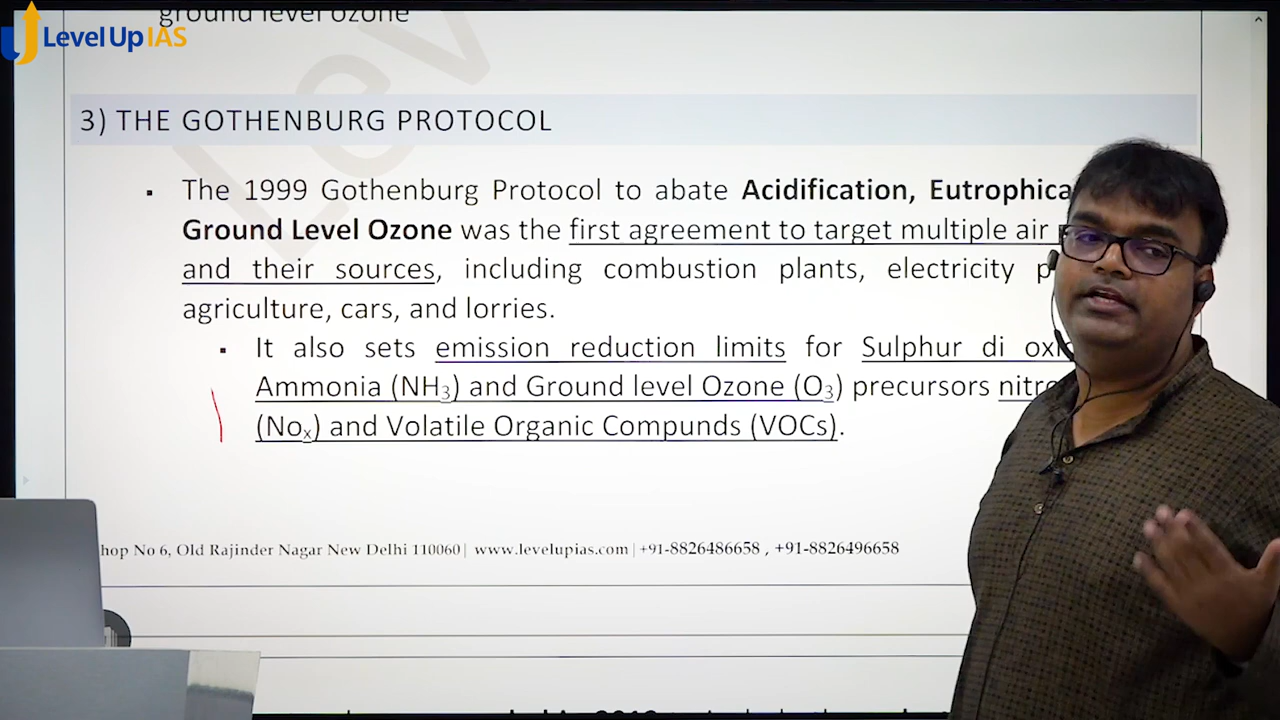 ground level ozone
Level Up IAS
3) THE GOTHENBURG PROTOCOL
▪ The 1999 Gothenburg Protocol to abate Acidification,
Ground Level Ozone was the first agreement to target multiple air
and their sources, including combustion plants, electricity
agriculture, cars, and lorries.
▪ It also sets emission reduction limits for Sulphur di
Ammonia (NH₃) and Ground level Ozone (O₃) precursors
(Noₓ) and Volatile Organic Compunds (VOCs).
No 6, Old Rajinder Nagar New Delhi 110060| www.levelupias.com | +91-8826486658 , +91-8826496658